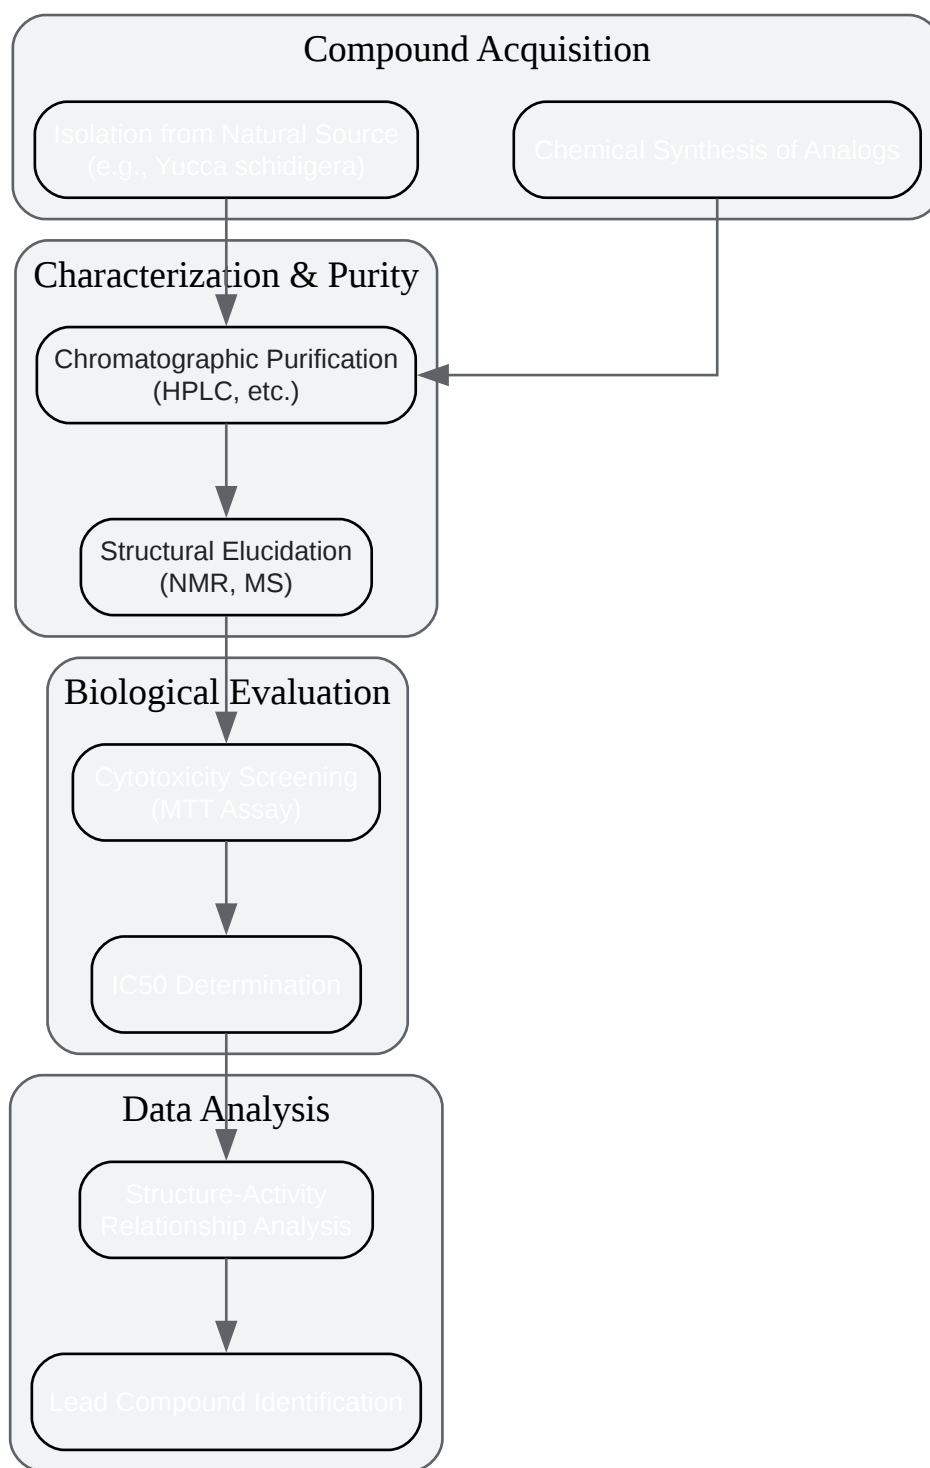 Compound Acquisition
Isolation from Natural Source
(e.g., Yucca schidigera)
Chemical Synthesis of Analogs
Characterization & Purity
Chromatographic Purification
(HPLC, etc.)
Structural Elucidation
(NMR, MS)
Biological Evaluation
Cytotoxicity Screening
(MTT Assay)
IC50 Determination
Data Analysis
Structure-Activity
Relationship Analysis
Lead Compound Identification